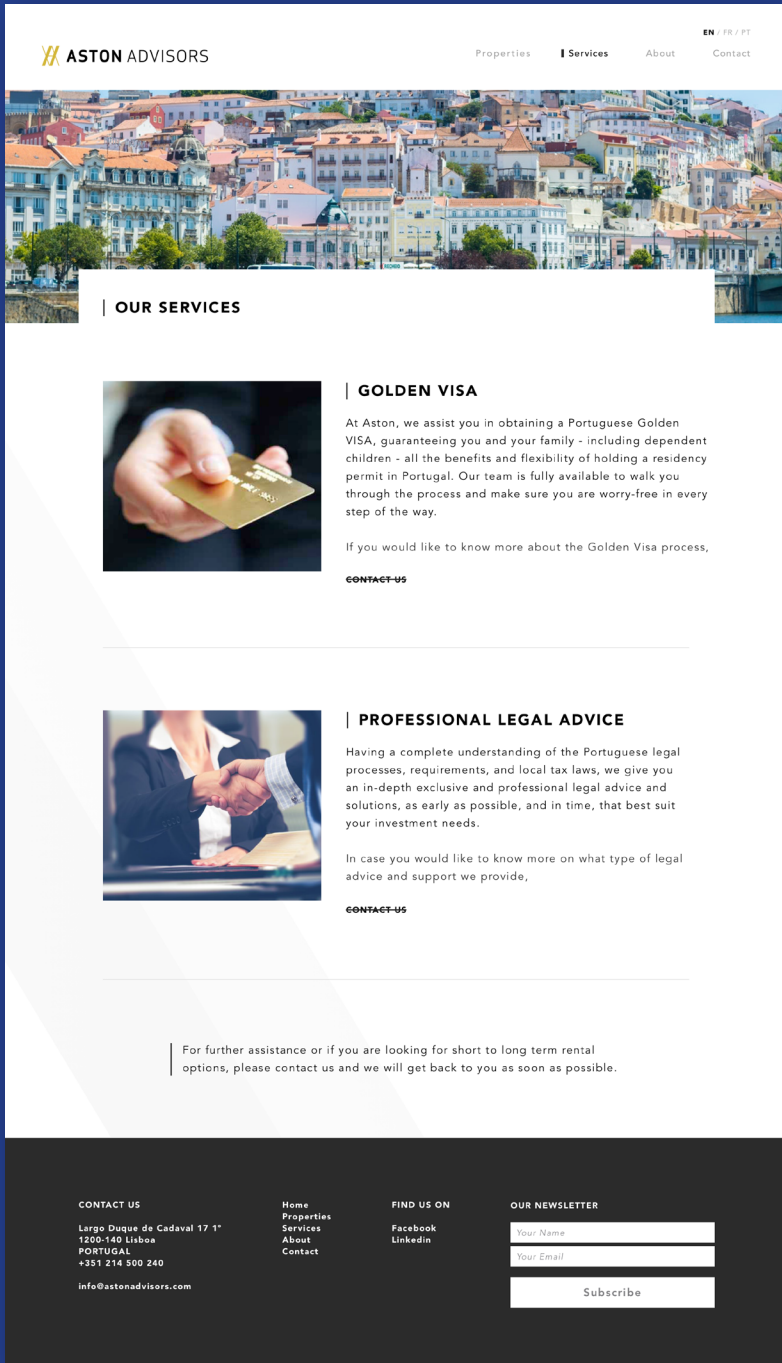 EN / FR / PT
ASTON ADVISORS
Properties
Services
About
Contact
OUR SERVICES
GOLDEN VISA
At Aston, we assist you in obtaining a Portuguese Golden
VISA, guaranteeing you and your family - including dependent
children - all the benefits and flexibility of holding a residency
permit in Portugal. Our team is fully available to walk you
through the process and make sure you are worry-free in every
step of the way.
If you would like to know more about the Golden Visa process,
CONTACT US
PROFESSIONAL LEGAL ADVICE
Having a complete understanding of the Portuguese legal
processes, requirements, and local tax laws, we give you
an in-depth exclusive and professional legal advice and
solutions, as early as possible, and in time, that best suit
your investment needs.
In case you would like to know more on what type of legal
advice and support we provide,
CONTACT US
For further assistance or if you are looking for short to long term rental
options, please contact us and we will get back to you as soon as possible.
CONTACT US
Largo Duque de Cadaval 17 1º
1200-140 Lisboa
PORTUGAL
+351 214 500 240
info@astonadvisors.com
Home
Properties
Services
About
Contact
FIND US ON
Facebook
Linkedin
OUR NEWSLETTER
Your Name
Your Email
Subscribe